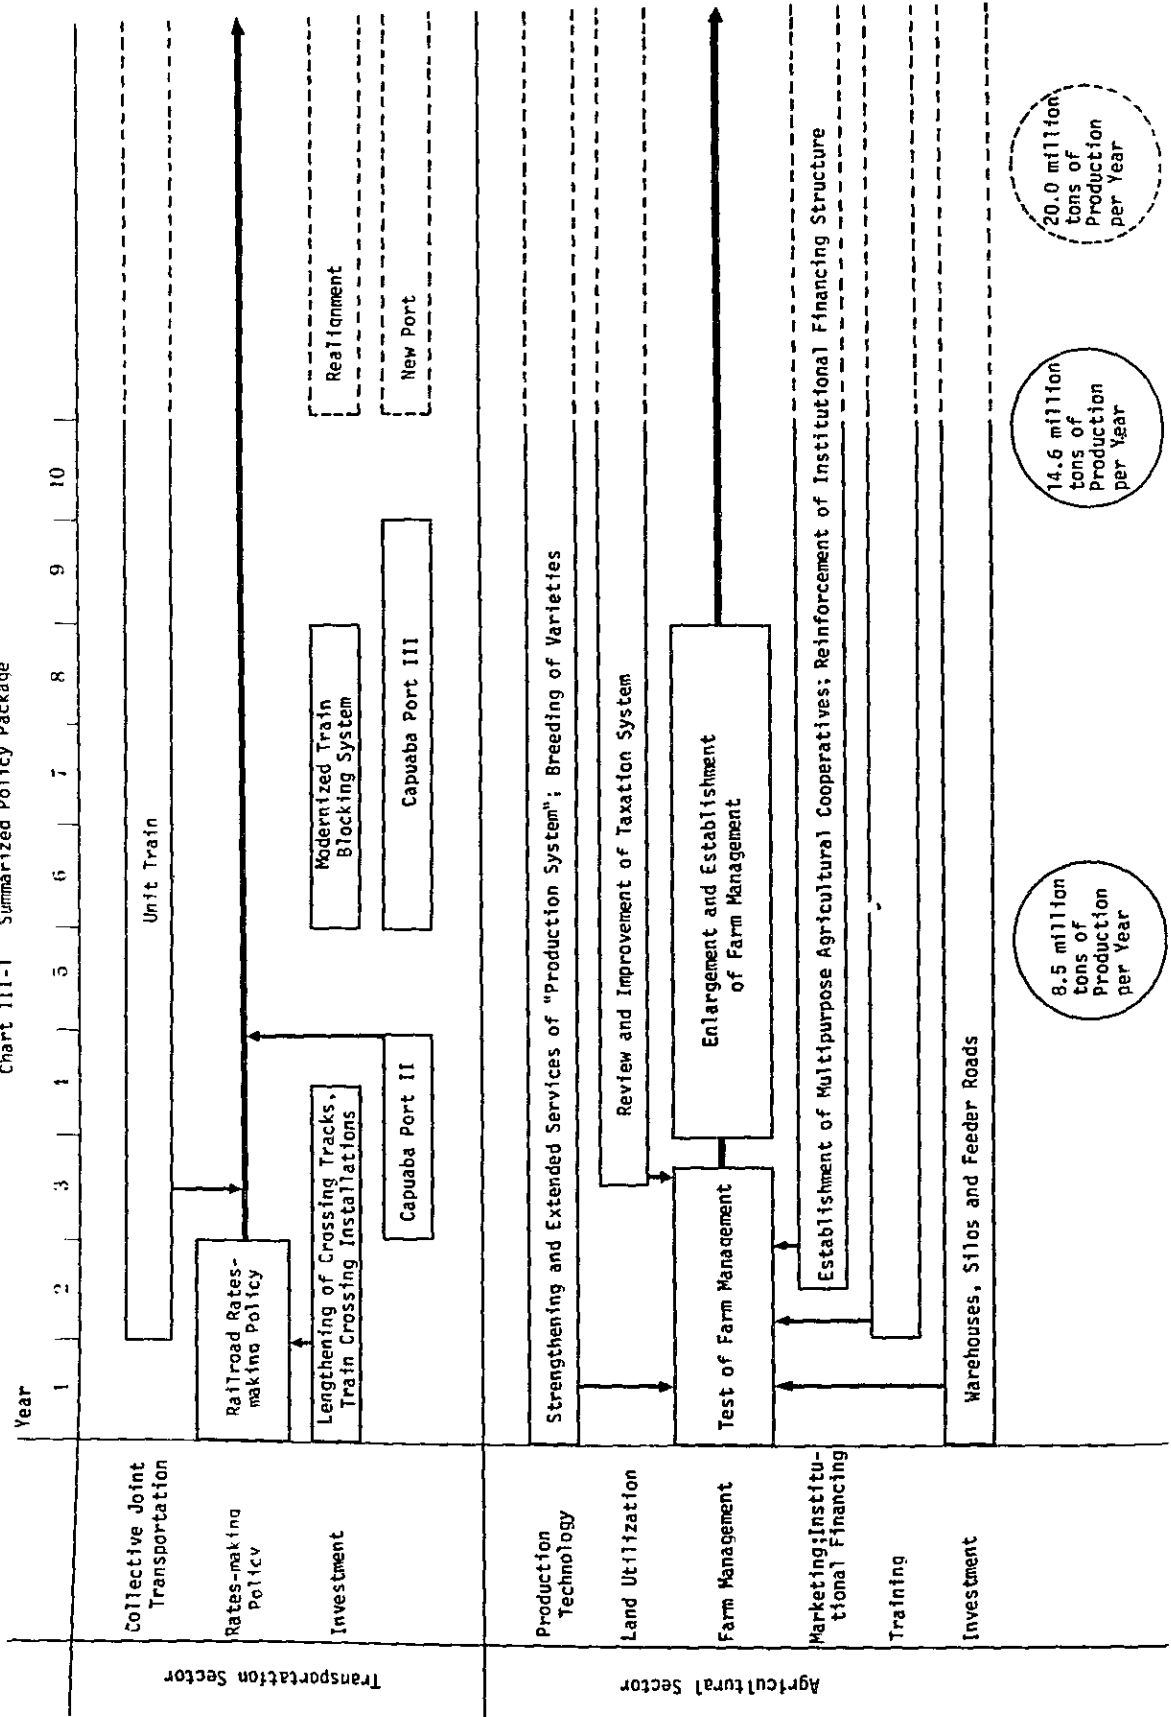 Chart III-1 Summarized Policy Package
Year
1 2 3 4 5 6 7 8 9 10
Transportation Sector
Collective Joint
Transportation
Unit Train
Rates-making
Policy
Railroad Rates-
making Policy
Investment
Lengthening of Crossing Tracks,
Train Crossing Installations
Modernized Train
Blocking System
Realignment
Capuaba Port II
Capuaba Port III
New Port
Agricultural Sector
Production
Technology
Strengthening and Extended Services of "Production System"; Breeding of Varieties
Land Utilization
Review and Improvement of Taxation System
Farm Management
Test of Farm Management
Enlargement and Establishment
of Farm Management
Marketing;Institu-
tional Financing
Establishment of Multipurpose Agricultural Cooperatives; Reinforcement of Institutional Financing Structure
Training
Investment
Warehouses, Silos and Feeder Roads
8.5 million
tons of
Production
per Year
14.6 million
tons of
Production
per Year
20.0 million
tons of
Production
per Year